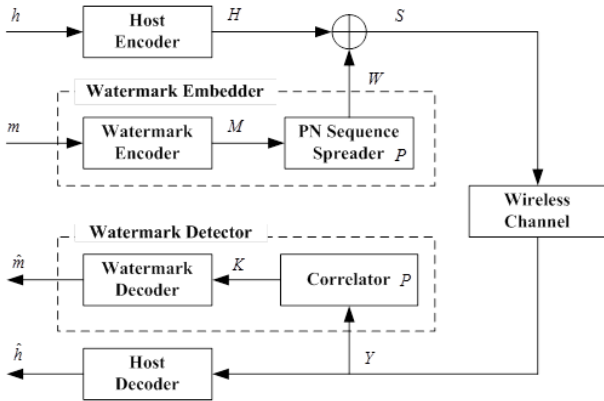 h
Host
Encoder
H
S
W
Watermark Embedder
m
Watermark
Encoder
M
PN Sequence
Spreader
P
Wireless
Channel
Watermark Detector
m̂
Watermark
Decoder
K
Correlator P
ĥ
Host
Decoder
Y